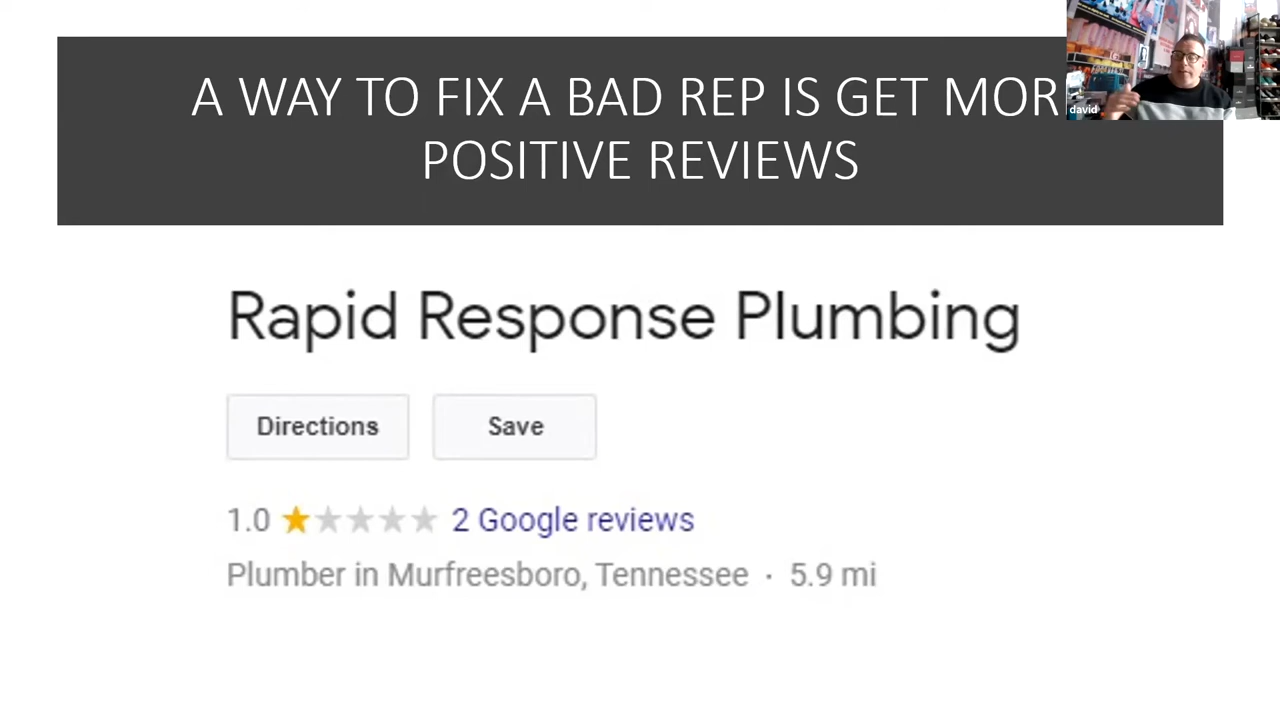 A WAY TO FIX A BAD REP IS GET MOR
POSITIVE REVIEWS
david
Rapid Response Plumbing
Directions
Save
1.0 2 Google reviews
Plumber in Murfreesboro, Tennessee · 5.9 mi